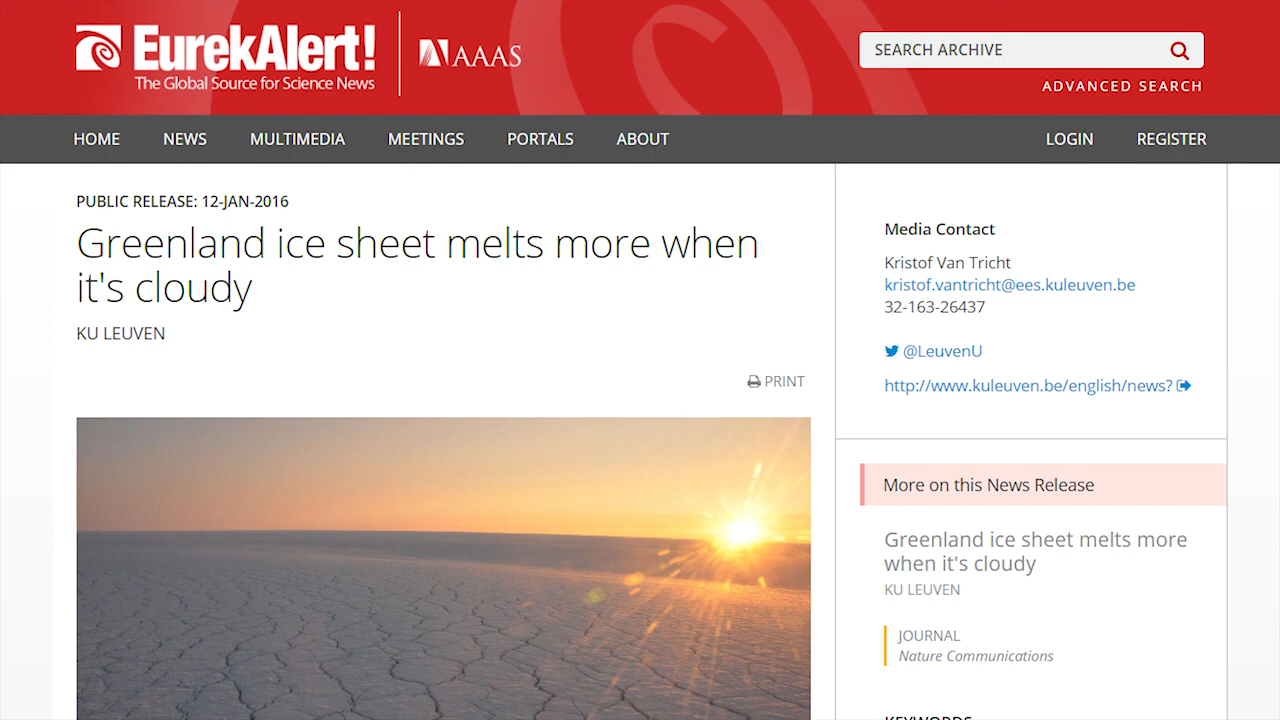 EurekAlert!
The Global Source for Science News
AAAS
SEARCH ARCHIVE
ADVANCED SEARCH
HOME NEWS MULTIMEDIA MEETINGS PORTALS ABOUT LOGIN REGISTER
PUBLIC RELEASE: 12-JAN-2016
Greenland ice sheet melts more when
it's cloudy
KU LEUVEN
PRINT
Media Contact
Kristof Van Tricht
kristof.vantricht@ees.kuleuven.be
32-163-26437
@LeuvenU
http://www.kuleuven.be/english/news?
More on this News Release
Greenland ice sheet melts more
when it's cloudy
KU LEUVEN
JOURNAL
Nature Communications
KEYWORDS